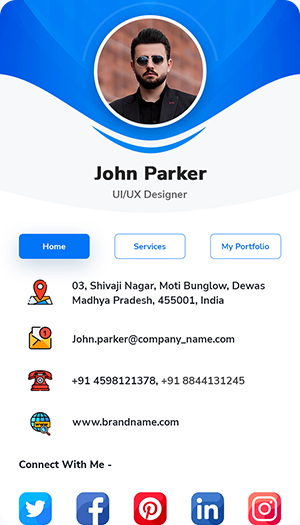 John Parker
UI/UX Designer
Home
Services
My Portfolio
03, Shivaji Nagar, Moti Bunglow, Dewas
Madhya Pradesh, 455001, India
1
John.parker@company_name.com
+91 4598121378, +91 8844131245
www.brandname.com
Connect With Me -